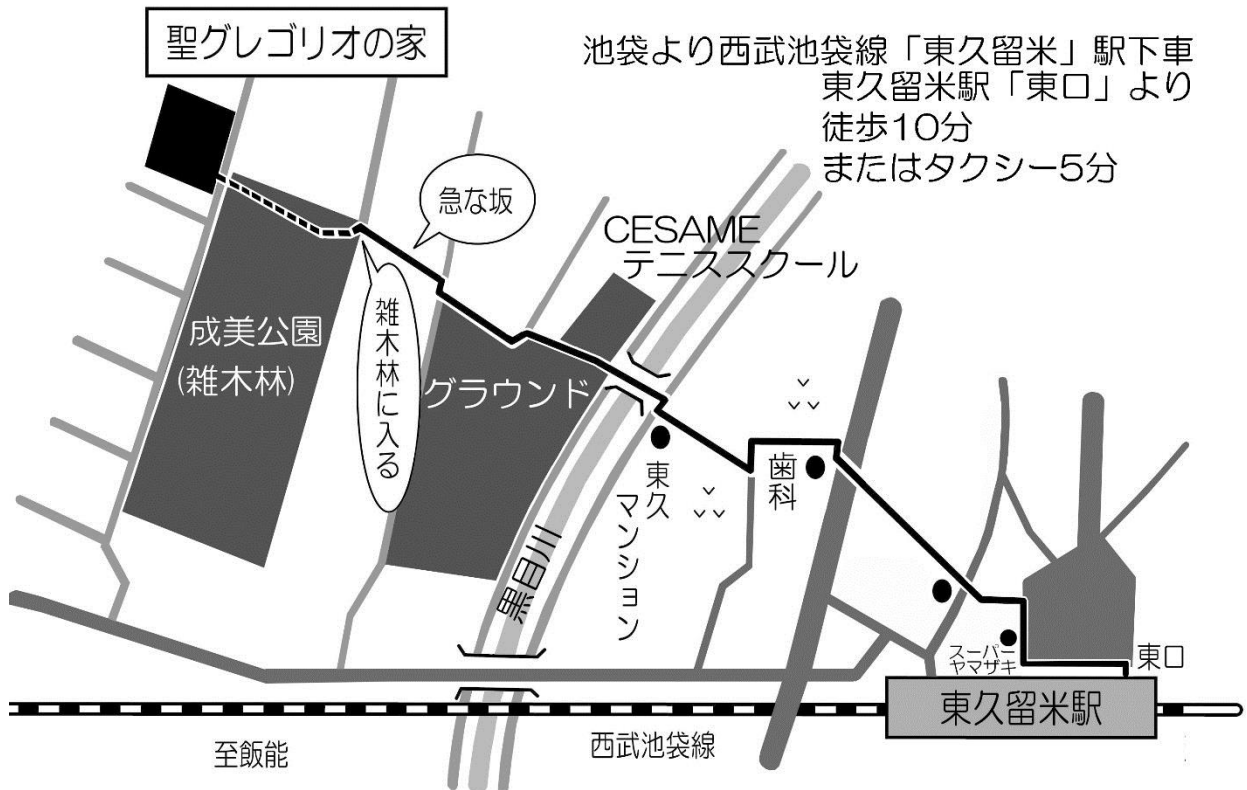 聖グレゴリオの家
池袋より西武池袋線「東久留米」駅下車
東久留米駅「東口」より
徒歩10分
またはタクシー5分
急な坂
CESAME
テニススクール
雑木林に入る
成美公園
(雑木林)
グラウンド
歯科
東久
マンション
黒目川
スーパー
ヤマザキ
東口
東久留米駅
至飯能
西武池袋線